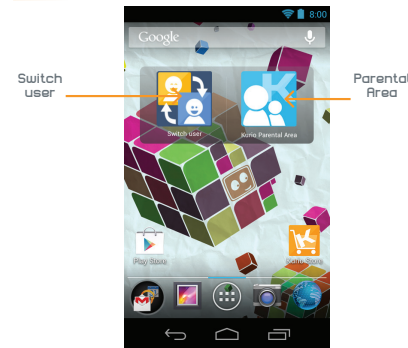 8:00
Google
Switch
user
Parental
Area
Switch user
Kurio Parental Area
Play Store
Kurio Store